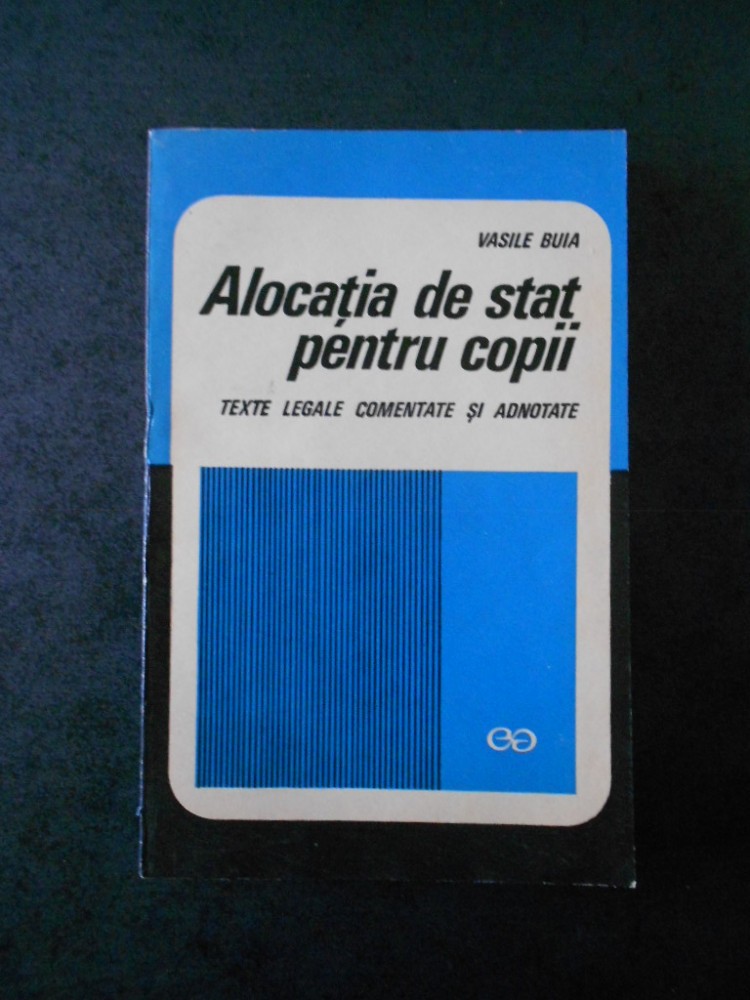 VASILE BUIA
Alocația de stat
pentru copii
TEXTE LEGALE COMENTATE ȘI ADNOTATE